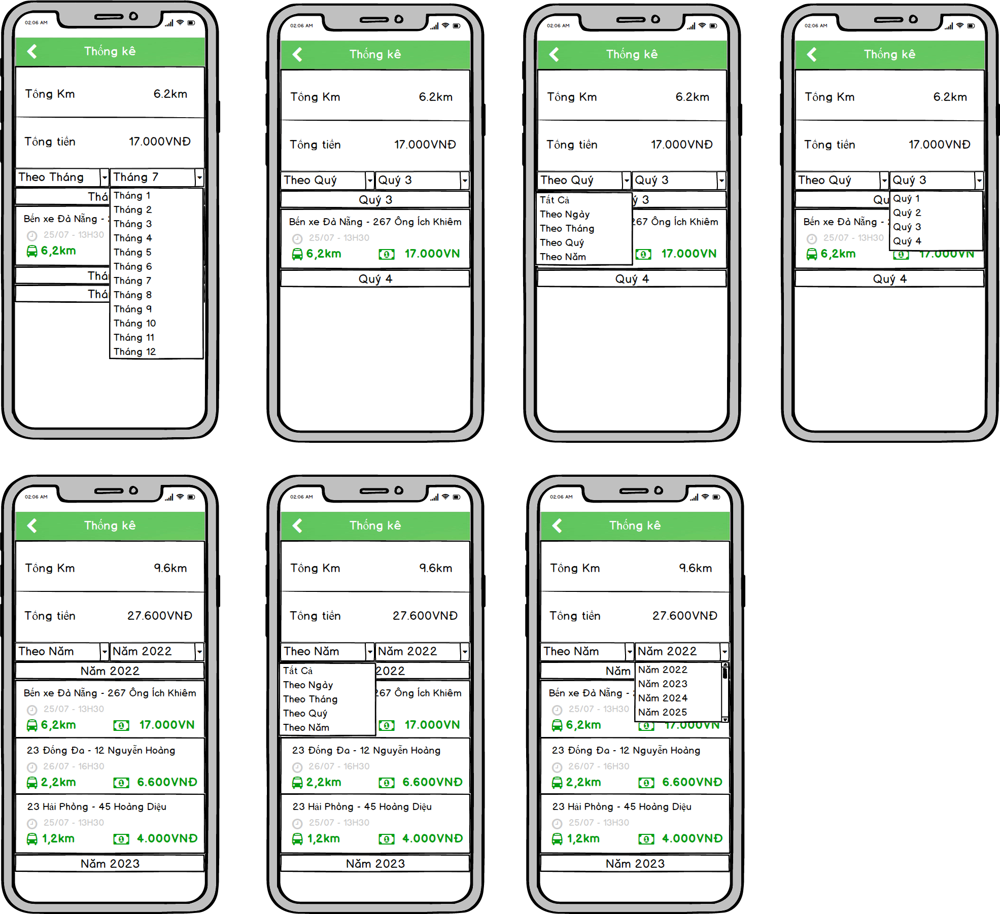 02:06 AM
Thống kê
Tổng Km 6.2km
Tổng tiền 17.000VNĐ
Theo Tháng Tháng 7
Thá
Tháng 1
Tháng 2
Tháng 3
Tháng 4
Tháng 5
Tháng 6
Tháng 7
Tháng 8
Tháng 9
Tháng 10
Tháng 11
Tháng 12
Bến xe Đà Nẵng -
25/07 - 13H30
6,2km
Thá
Thá
02:06 AM
Thống kê
Tổng Km 6.2km
Tổng tiền 17.000VNĐ
Theo Quý Quý 3
Quý 3
Bến xe Đà Nẵng - 267 Ông Ích Khiêm
25/07 - 13H30
6,2km 17.000VN
Quý 4
02:06 AM
Thống kê
Tổng Km 6.2km
Tổng tiền 17.000VNĐ
Theo Quý Quý 3
Tất Cả
Theo Ngày
Theo Tháng
Theo Quý
Theo Năm
ý 3
267 Ông Ích Khiêm
17.000VN
Quý 4
02:06 AM
Thống kê
Tổng Km 6.2km
Tổng tiền 17.000VNĐ
Theo Quý Quý 3
Qu
Quý 1
Quý 2
Quý 3
Quý 4
Bến xe Đà Nẵng -
25/07 - 13H30
6,2km 17.000VN
Quý 4
02:06 AM
Thống kê
Tổng Km 9.6km
Tổng tiền 27.600VNĐ
Theo Năm Năm 2022
Năm 2022
Bến xe Đà Nẵng - 267 Ông Ích Khiêm
25/07 - 13H30
6,2km 17.000VN
23 Đống Đa - 12 Nguyễn Hoàng
26/07 - 16H30
2,2km 6.600VNĐ
23 Hải Phòng - 45 Hoàng Diệu
25/07 - 13H30
1,2km 4.000VNĐ
Năm 2023
02:06 AM
Thống kê
Tổng Km 9.6km
Tổng tiền 27.600VNĐ
Theo Năm Năm 2022
Tất Cả
Theo Ngày
Theo Tháng
Theo Quý
Theo Năm
2022
267 Ông Ích Khiêm
17.000VN
23 Đống Đa - 12 Nguyễn Hoàng
26/07 - 16H30
2,2km 6.600VNĐ
23 Hải Phòng - 45 Hoàng Diệu
25/07 - 13H30
1,2km 4.000VNĐ
Năm 2023
02:06 AM
Thống kê
Tổng Km 9.6km
Tổng tiền 27.600VNĐ
Theo Năm Năm 2022
Năm
Năm 2022
Năm 2023
Năm 2024
Năm 2025
Bến xe Đà Nẵng -
25/07 - 13H30
6,2km 17.000VN
23 Đống Đa - 12 Nguyễn Hoàng
26/07 - 16H30
2,2km 6.600VNĐ
23 Hải Phòng - 45 Hoàng Diệu
25/07 - 13H30
1,2km 4.000VNĐ
Năm 2023